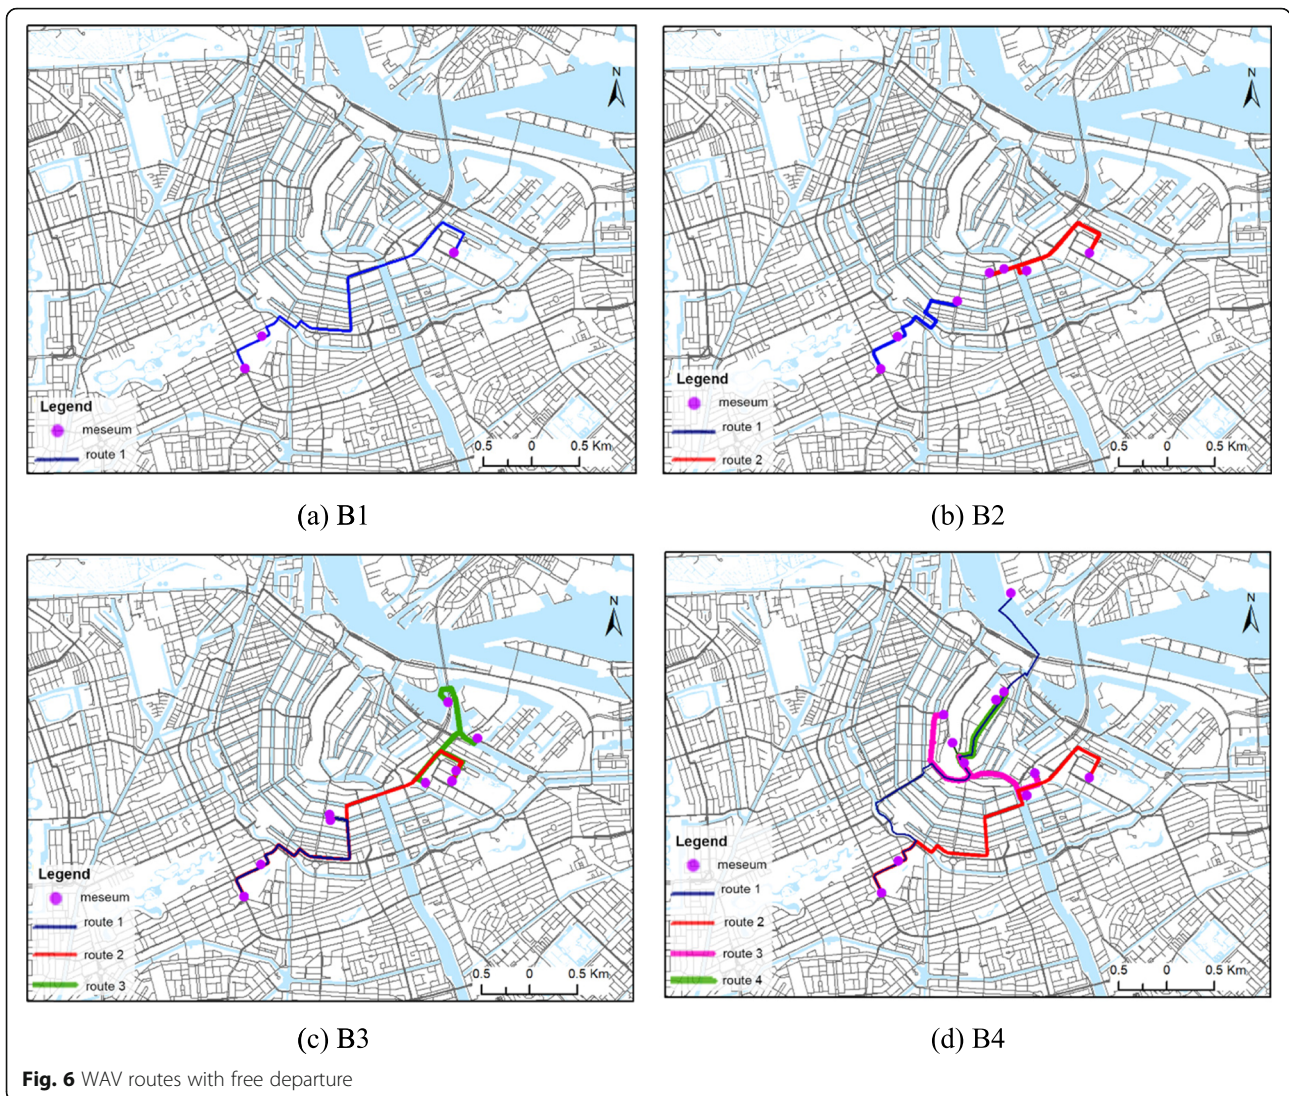 N
Legend
meseum
route 1
0.5 0 0.5 Km
(a) B1
N
Legend
meseum
route 1
route 2
0.5 0 0.5 Km
(b) B2
N
Legend
meseum
route 1
route 2
route 3
0.5 0 0.5 Km
(c) B3
N
Legend
meseum
route 1
route 2
route 3
route 4
0.5 0 0.5 Km
(d) B4
Fig. 6 WAV routes with free departure